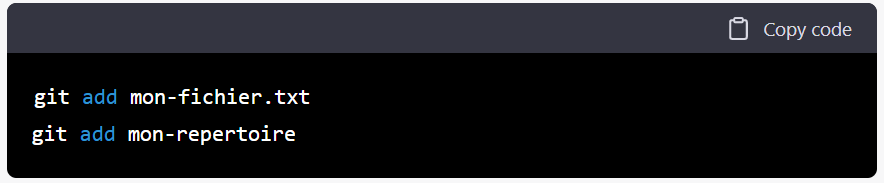 Copy code
git add mon-fichier.txt
git add mon-repertoire